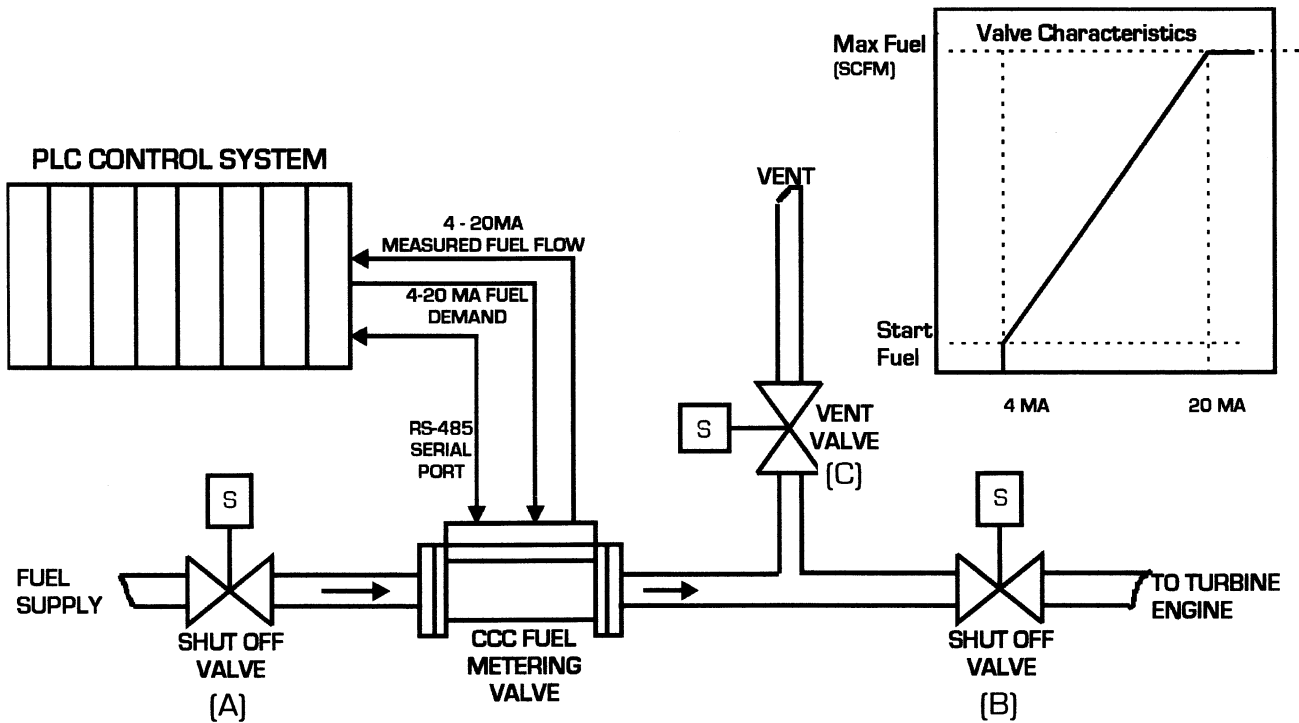 Valve Characteristics
Max Fuel
(SCFM)
Start
Fuel
4 MA
20 MA
PLC CONTROL SYSTEM
4 - 20MA
MEASURED FUEL FLOW
4-20 MA FUEL
DEMAND
RS-485
SERIAL
PORT
VENT
S
VENT
VALVE
(C)
S
S
FUEL
SUPPLY
SHUT OFF
VALVE
(A)
CCC FUEL
METERING
VALVE
SHUT OFF
VALVE
(B)
TO TURBINE
ENGINE